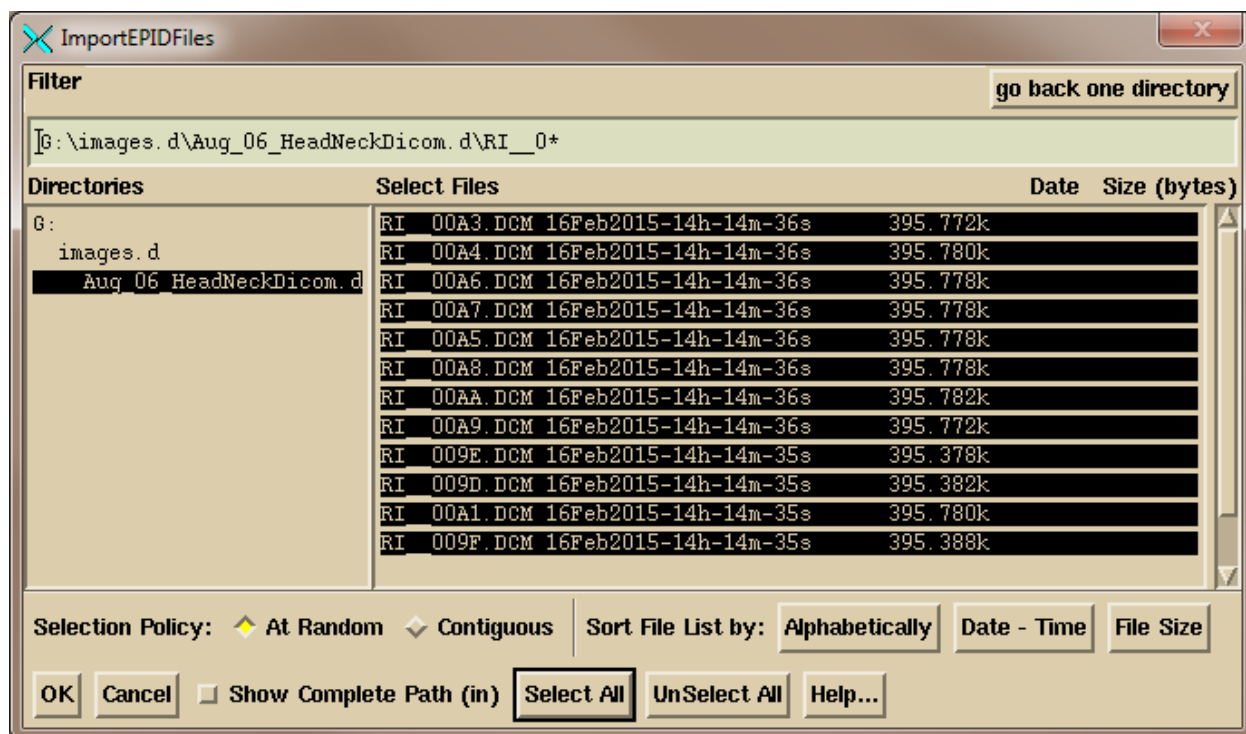 ImportEPIDFiles
Filter
go back one directory
G:\images.d\Aug_06_HeadNeckDicom.d\RI__0*
Directories Select Files Date Size (bytes)
G:
images.d
Aug_06_HeadNeckDicom.d
RI__00A3.DCM 16Feb2015-14h-14m-36s 395.772k
RI__00A4.DCM 16Feb2015-14h-14m-36s 395.780k
RI__00A6.DCM 16Feb2015-14h-14m-36s 395.778k
RI__00A7.DCM 16Feb2015-14h-14m-36s 395.778k
RI__00A5.DCM 16Feb2015-14h-14m-36s 395.778k
RI__00A8.DCM 16Feb2015-14h-14m-36s 395.778k
RI__00AA.DCM 16Feb2015-14h-14m-36s 395.782k
RI__00A9.DCM 16Feb2015-14h-14m-36s 395.772k
RI__009E.DCM 16Feb2015-14h-14m-35s 395.378k
RI__009D.DCM 16Feb2015-14h-14m-35s 395.382k
RI__00A1.DCM 16Feb2015-14h-14m-35s 395.780k
RI__009F.DCM 16Feb2015-14h-14m-35s 395.388k
Selection Policy: At Random Contiguous Sort File List by: Alphabetically Date - Time File Size
OK Cancel Show Complete Path (in) Select All UnSelect All Help...